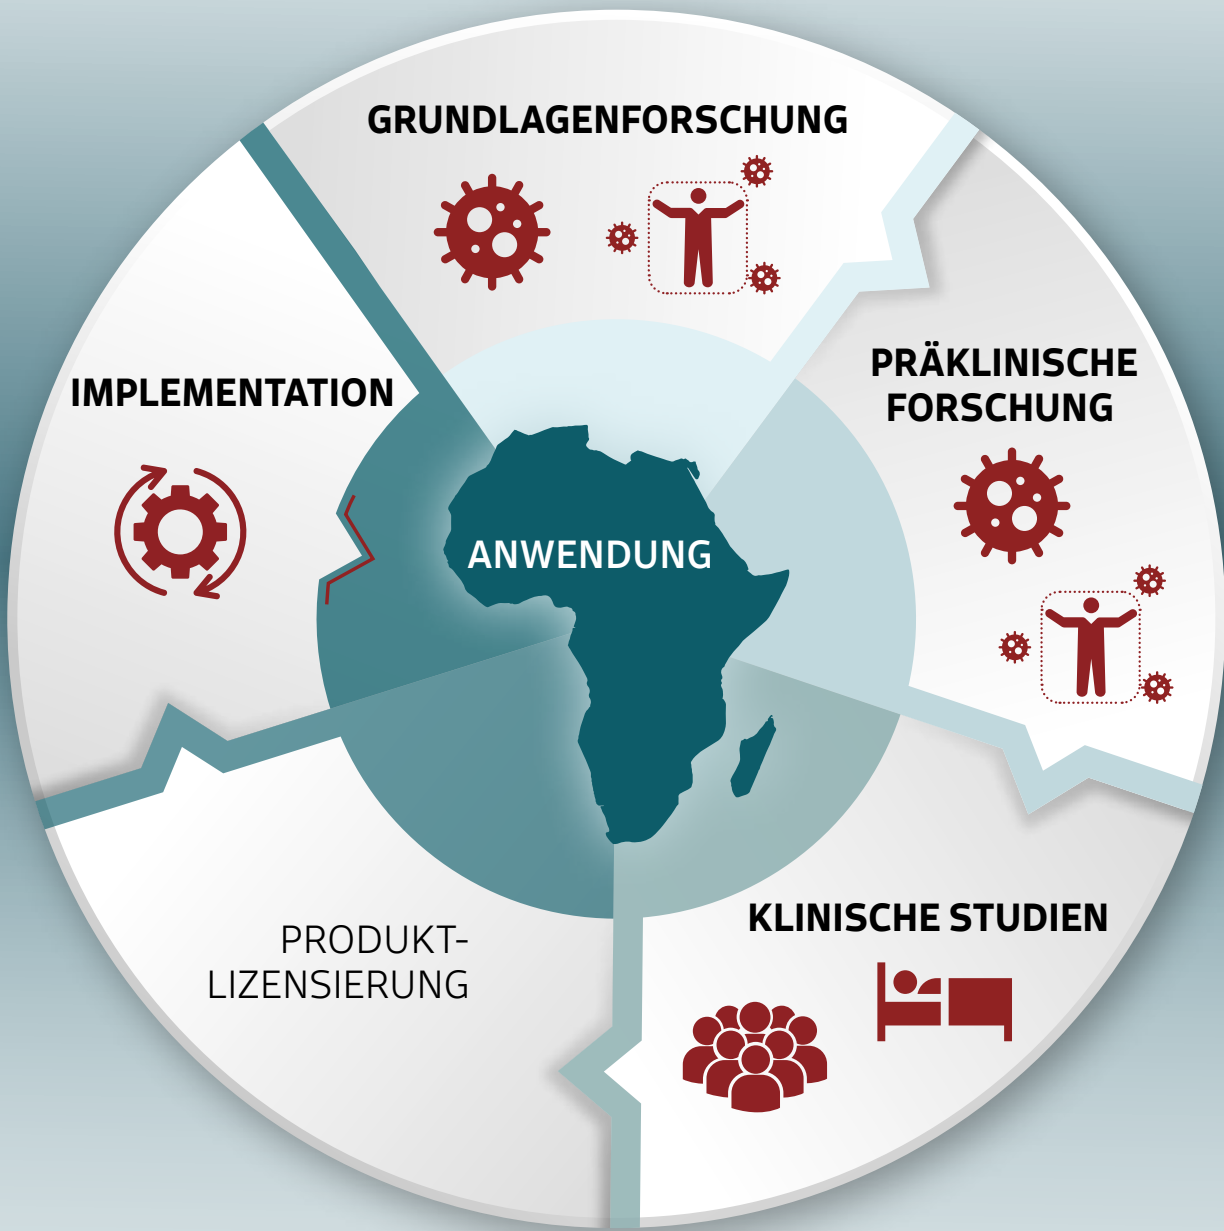 GRUNDLAGENFORSCHUNG
PRÄKLINISCHE
FORSCHUNG
IMPLEMENTATION
ANWENDUNG
KLINISCHE STUDIEN
PRODUKT-
LIZENSIERUNG